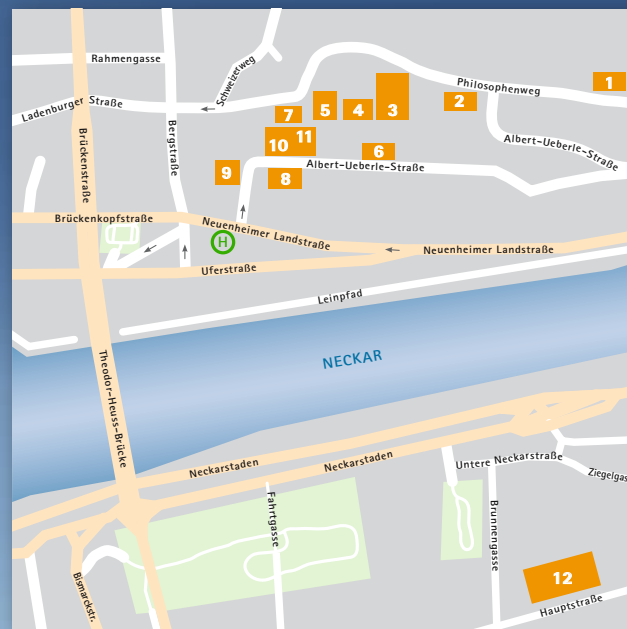 Rahmengasse
Schweizerweg
Philosophenweg
1
Ladenburger Straße
5
4
3
2
7
Brückenstraße
Bergstraße
10
11
6
Albert-Ueberle-Straße
Albert-Ueberle-Straße
9
8
Brückenkopfstraße
Neuenheimer Landstraße
H
Neuenheimer Landstraße
Uferstraße
Leinpfad
NECKAR
Theodor-Heuss-Brücke
Neckarstaden
Neckarstaden
Untere Neckarstraße
Ziegelgas
Fahrtgasse
Brunnengasse
Bismarckstr.
12
Hauptstraße